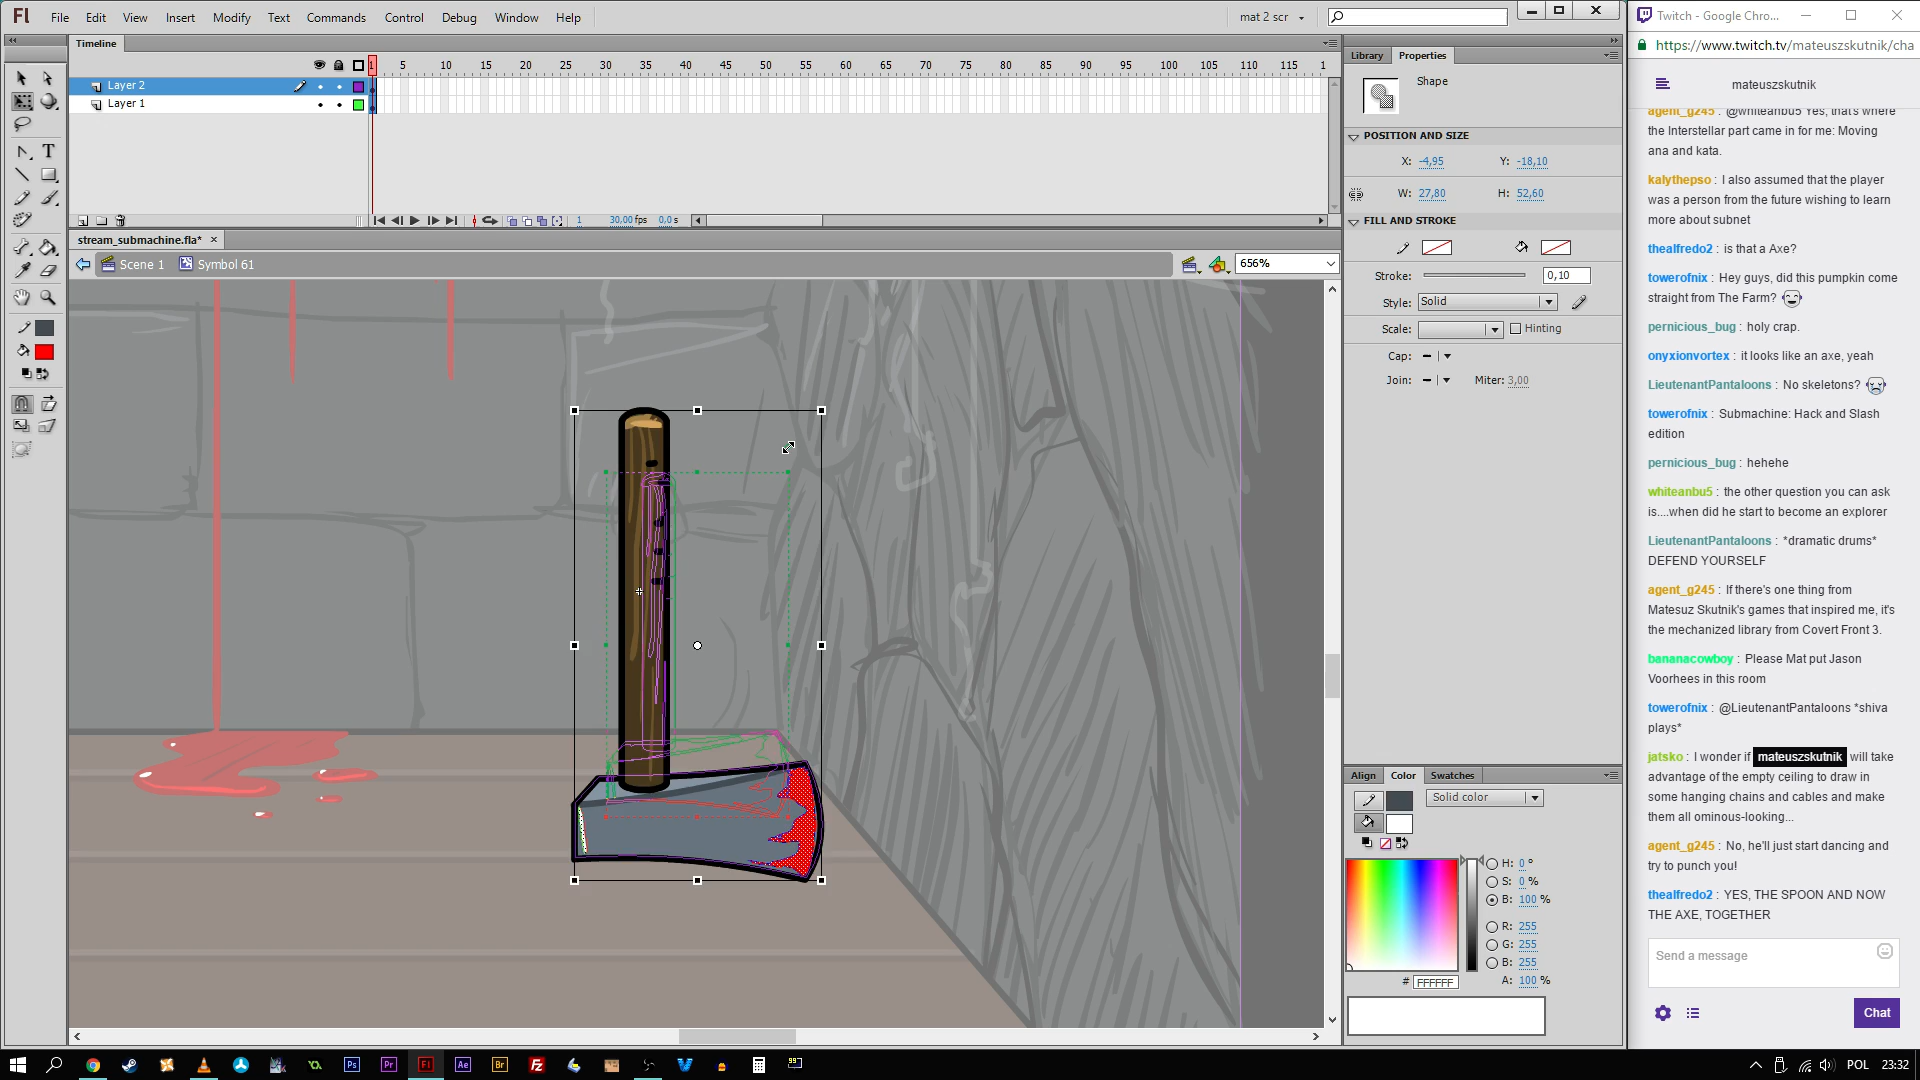 Fl File Edit View Insert Modify Text Commands Control Debug Window Help
mat 2 scr
Twitch - Google Chro...
https://www.twitch.tv/mateuszskutnik/cha
Timeline
1 5 10 15 20 25 30 35 40 45 50 55 60 65 70 75 80 85 90 95 100 105 110 115 1
Layer 2
Layer 1
1 30,00 fps 0,0 s
stream_submachine.fla*
Scene 1 Symbol 61
656%
Library Properties
Shape
POSITION AND SIZE
X: -4,95 Y: -18,10
W: 27,80 H: 52,60
FILL AND STROKE
Stroke: 0,10
Style: Solid
Scale: Hinting
Cap:
Join: Miter: 3,00
Align Color Swatches
Solid color
H: 0 °
S: 0 %
B: 100 %
R: 255
G: 255
B: 255
# FFFFFF A: 100 %
mateuszskutnik
agent_g245 : @whiteanbu5 Yes, that's where
the Interstellar part came in for me: Moving
ana and kata.
kalythepso : I also assumed that the player
was a person from the future wishing to learn
more about subnet
thealfredo2 : is that a Axe?
towerofnix : Hey guys, did this pumpkin come
straight from The Farm?
pernicious_bug : holy crap.
onyxionvortex : it looks like an axe, yeah
LieutenantPantaloons : No skeletons?
towerofnix : Submachine: Hack and Slash
edition
pernicious_bug : hehehe
whiteanbu5 : the other question you can ask
is....when did he start to become an explorer
LieutenantPantaloons : *dramatic drums*
DEFEND YOURSELF
agent_g245 : If there's one thing from
Matesuz Skutnik's games that inspired me, it's
the mechanized library from Covert Front 3.
bananacowboy : Please Mat put Jason
Voorhees in this room
towerofnix : @LieutenantPantaloons *shiva
plays*
jatsko : I wonder if mateuszskutnik will take
advantage of the empty ceiling to draw in
some hanging chains and cables and make
them all ominous-looking...
agent_g245 : No, he'll just start dancing and
try to punch you!
thealfredo2 : YES, THE SPOON AND NOW
THE AXE, TOGETHER
Send a message
Chat
Ps Pr Fl Ae Br Fz
POL 23:32